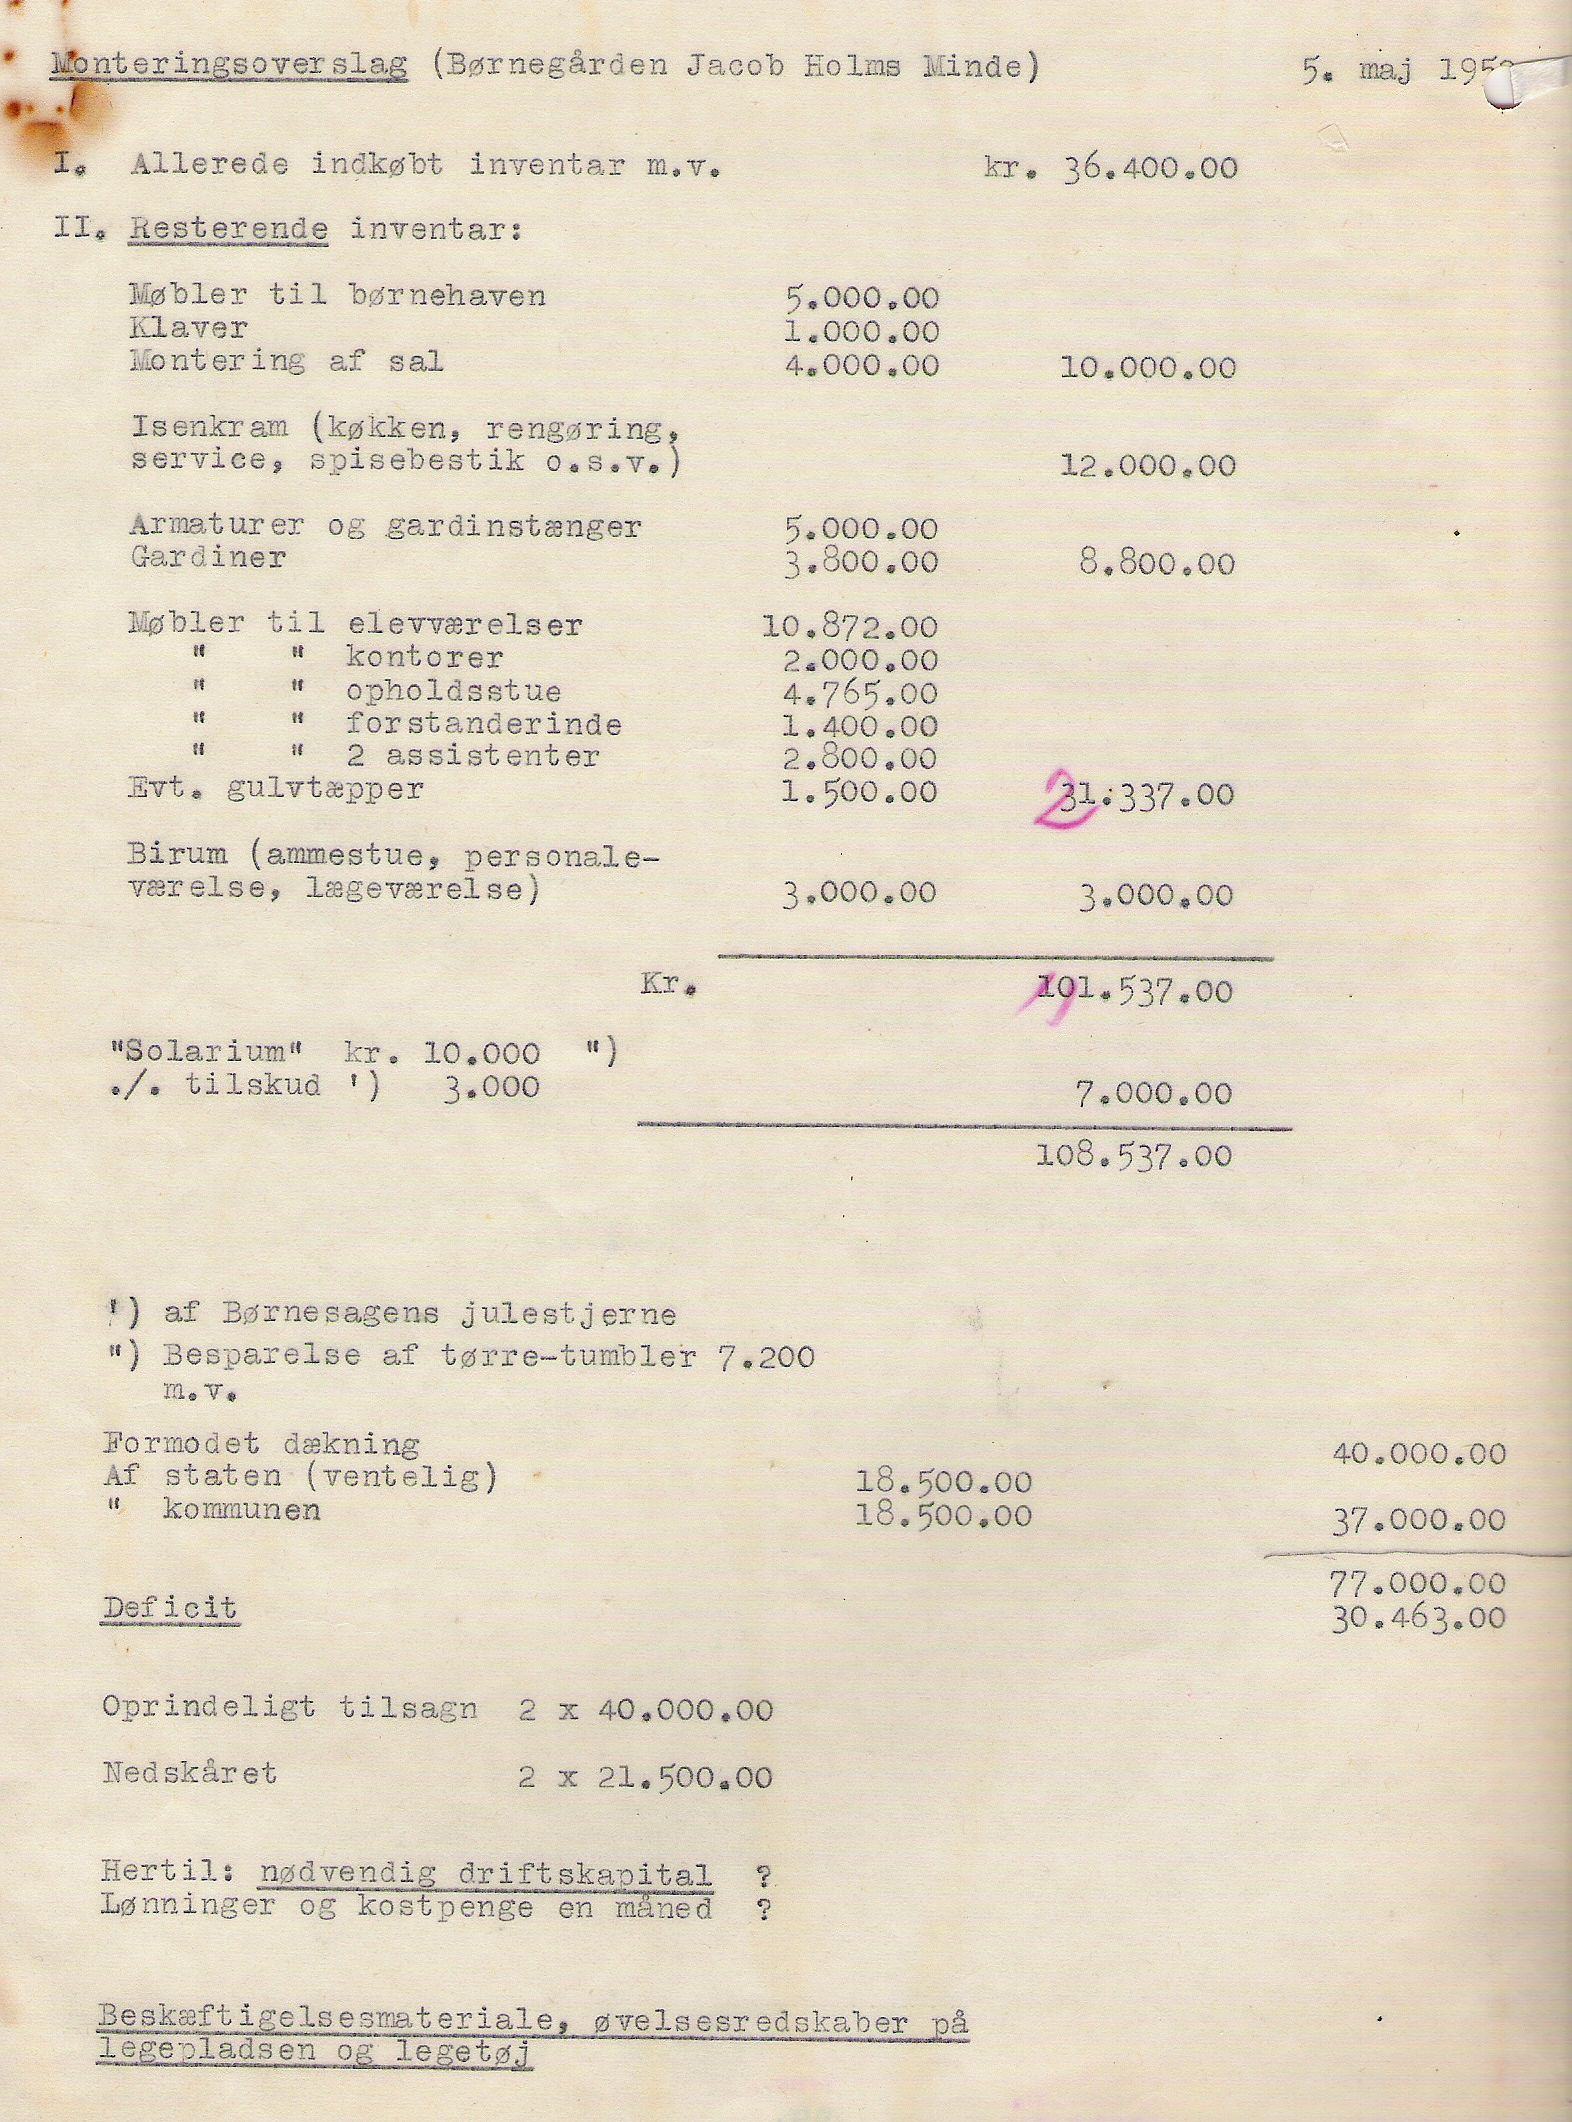 Monteringsoverslag (Børnegården Jacob Holms Minde) 5. maj
I. Allerede indkøbt inventar m.v. kr. 36.400.00
II. Resterende inventar:
Møbler til børnehaven 5.000.00
Klaver 1.000.00
Montering af sal 4.000.00 10.000.00
Isenkram (køkken, rengøring,
service, spisebestik o.s.v.) 12.000.00
Armaturer og gardinstænger 5.000.00
Gardiner 3.800.00 8.800.00
Møbler til elevværelser 10.872.00
" " kontorer 2.000.00
" " opholdsstue 4.765.00
" " forstanderinde 1.400.00
" " 2 assistenter 2.800.00
Evt. gulvtæpper 1.500.00 31.337.00
2
Birum (ammestue, personale-
værelse, lægeværelse) 3.000.00 3.000.00
Kr. 101.537.00
"Solarium" kr. 10.000 ")
./. tilskud ') 3.000 7.000.00
108.537.00
') af Børnesagens julestjerne
") Besparelse af tørre-tumbler 7.200
m.v.
Formodet dækning 40.000.00
Af staten (ventelig) 18.500.00
" kommunen 18.500.00 37.000.00
77.000.00
Deficit 30.463.00
Oprindeligt tilsagn 2 x 40.000.00
Nedskåret 2 x 21.500.00
Hertil: nødvendig driftskapital ?
Lønninger og kostpenge en måned ?
Beskæftigelsesmateriale, øvelsesredskaber på
legepladsen og legetøj